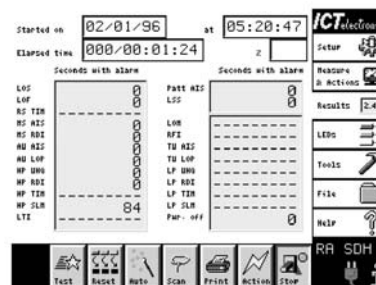 Started on 02/01/96 at 05:20:47
Elapsed time 000/00:01:24 %
Seconds with alarm Seconds with alarm
LOS 0 Patt AIS 0
LOF 0 LSS 0
RS TIM ------
MS AIS 0 LOM ------
MS RDI 0 RFI ------
AU AIS 0 TU AIS ------
AU LOP 0 TU LOP ------
HP UNQ 0 LP UNQ ------
HP RDI 0 LP RDI ------
HP TIM ------ LP TIM ------
HP SLM 84 LP SLM ------
LTI ------ Pwr. off 0
ICT electronics
Setup
Measure
& Actions
Results 2.4
LEDs
Tools
File
Help
RA SDH
Test Reset Auto Scan Print Action Stop